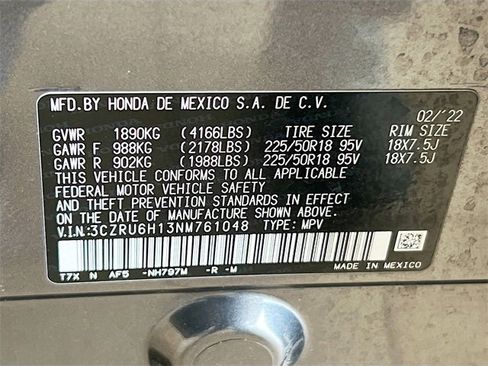 MFD.BY HONDA DE MEXICO S.A. DE C.V. 02/'22
GVWR 1890KG (4166LBS) TIRE SIZE RIM SIZE
GAWR F 988KG (2178LBS) 225/50R18 95V 18X7.5J
GAWR R 902KG (1988LBS) 225/50R18 95V 18X7.5J
THIS VEHICLE CONFORMS TO ALL APPLICABLE
FEDERAL MOTOR VEHICLE SAFETY
AND THEFT PREVENTION STANDARDS IN EFFECT
ON THE DATE OF MANUFACTURE SHOWN ABOVE.
V.I.N:3CZRU6H13NM761048 TYPE: MPV
T7X N AF5 -NH797M -R -M
MADE IN MEXICO